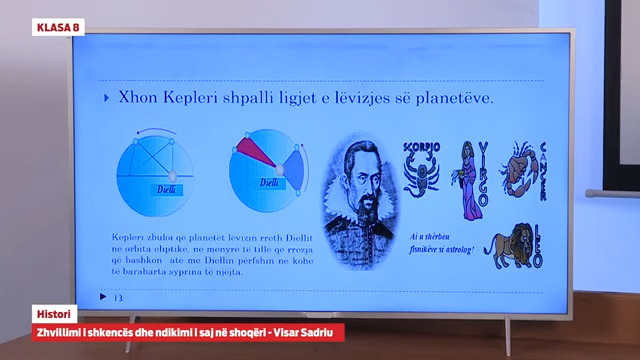 KLASA 8
Xhon Kepleri shpalli ligjet e lëvizjes së planetëve.
Dielli
Dielli
SCORPIO
VIRGO
CANCER
LEO
Kepleri zbuloi që planetët lëvizin rreth Diellit
në orbita eliptike, në mënyrë të tillë që rrezja
që bashkon atë me Diellin përfshin në kohë
të barabarta syprina të njëjta.
Ai u shërbeu
fisnikëve si astrolog!
13
Histori
Zhvillimi i shkencës dhe ndikimi i saj në shoqëri - Visar Sadriu